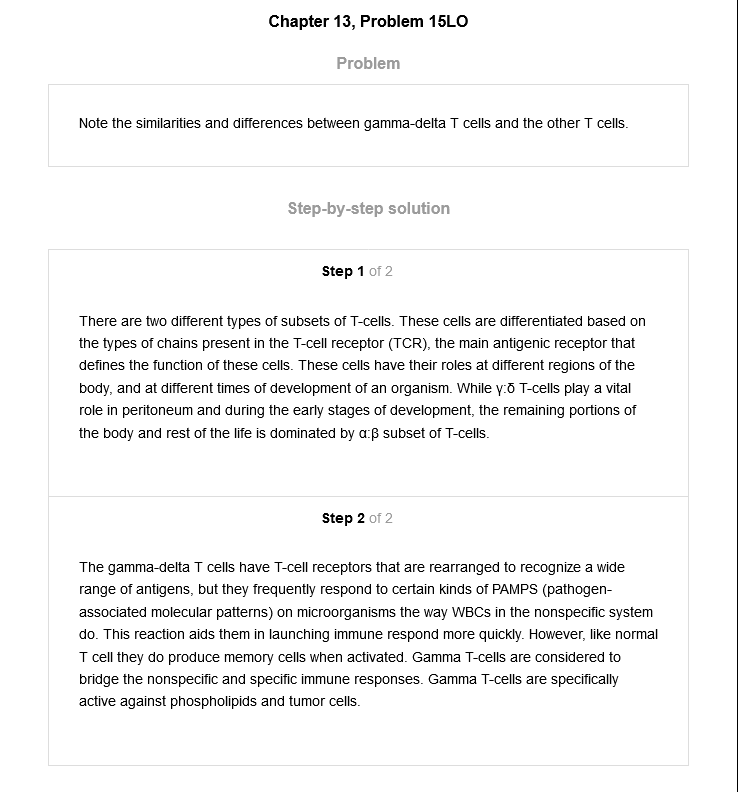 Chapter 13, Problem 15LO
Problem
Note the similarities and differences between gamma-delta T cells and the other T cells.
Step-by-step solution
Step 1 of 2
There are two different types of subsets of T-cells. These cells are differentiated based on
the types of chains present in the T-cell receptor (TCR), the main antigenic receptor that
defines the function of these cells. These cells have their roles at different regions of the
body, and at different times of development of an organism. While γ:δ T-cells play a vital
role in peritoneum and during the early stages of development, the remaining portions of
the body and rest of the life is dominated by α:β subset of T-cells.
Step 2 of 2
The gamma-delta T cells have T-cell receptors that are rearranged to recognize a wide
range of antigens, but they frequently respond to certain kinds of PAMPS (pathogen-
associated molecular patterns) on microorganisms the way WBCs in the nonspecific system
do. This reaction aids them in launching immune respond more quickly. However, like normal
T cell they do produce memory cells when activated. Gamma T-cells are considered to
bridge the nonspecific and specific immune responses. Gamma T-cells are specifically
active against phospholipids and tumor cells.